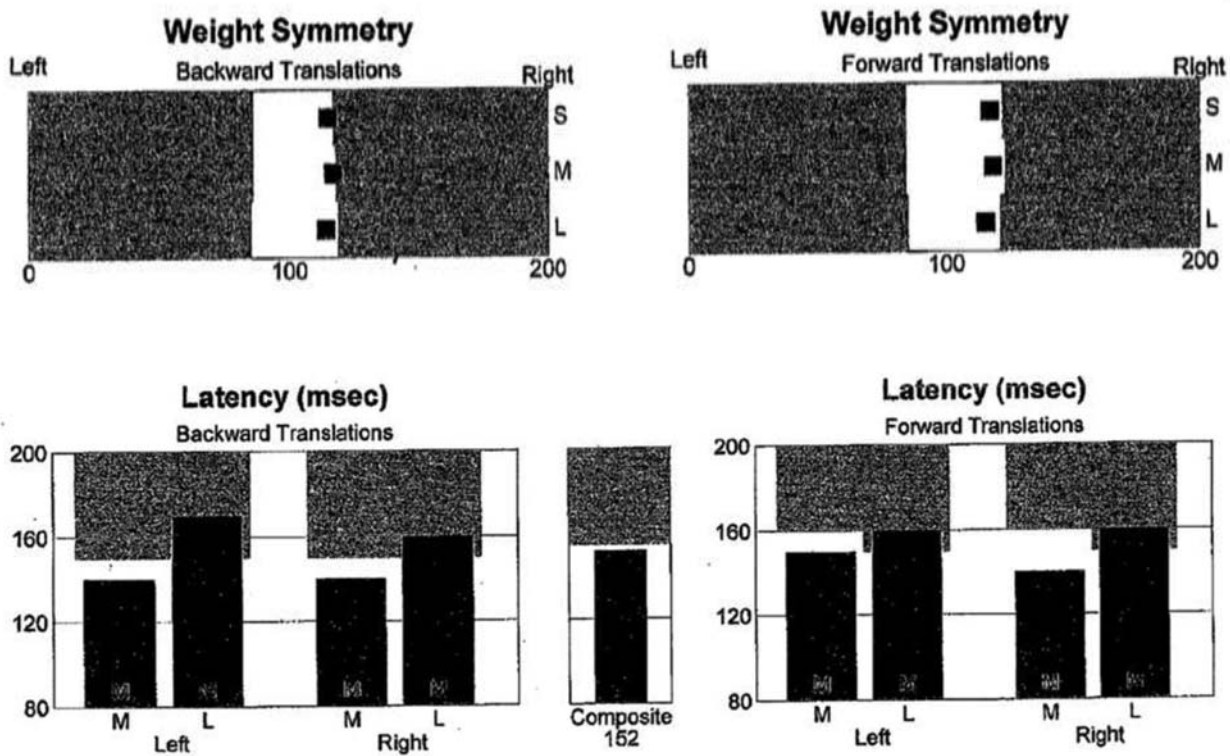 Weight Symmetry
Left Backward Translations Right
S
M
L
0 100 200
Weight Symmetry
Left Forward Translations Right
S
M
L
0 100 200
Latency (msec)
Backward Translations
200
160
120
80
M M M
M L M L
Left Right
Composite
152
Latency (msec)
Forward Translations
200
160
120
80
M M M M
M L M L
Left Right